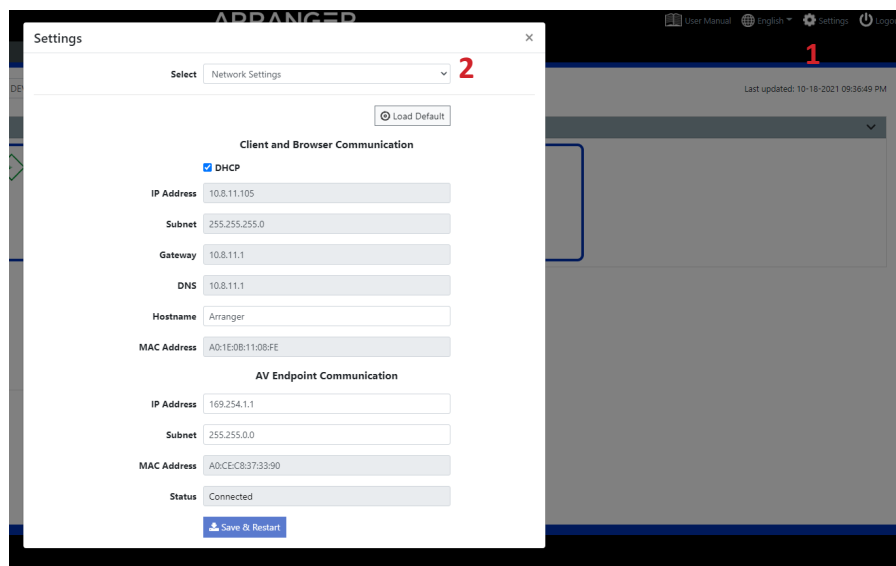 ARRANGER
User Manual English Settings Logou
1
Settings ×
Select Network Settings 2
DE
Last updated: 10-18-2021 09:36:49 PM
Load Default
Client and Browser Communication
DHCP
IP Address 10.8.11.105
Subnet 255.255.255.0
Gateway 10.8.11.1
DNS 10.8.11.1
Hostname Arranger
MAC Address A0:1E:0B:11:08:FE
AV Endpoint Communication
IP Address 169.254.1.1
Subnet 255.255.0.0
MAC Address A0:CE:C8:37:33:90
Status Connected
Save & Restart